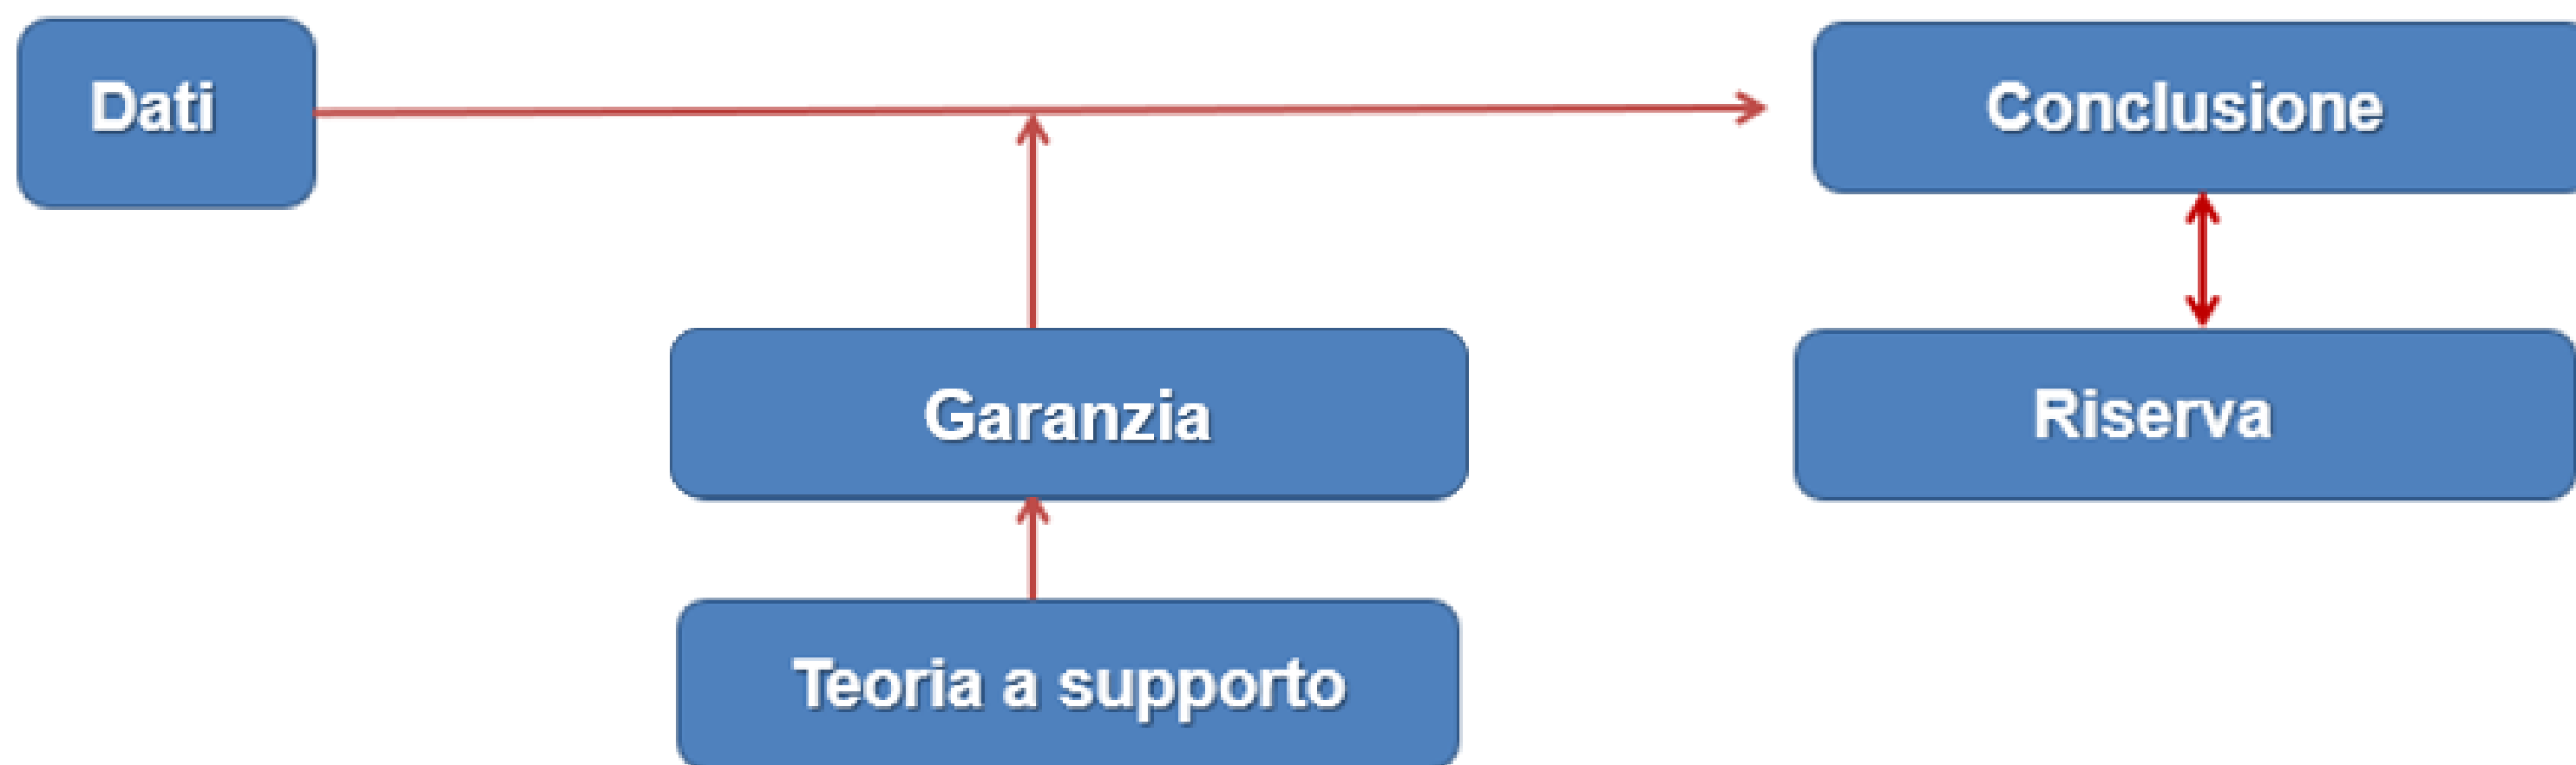 Dati
Conclusione
Garanzia
Riserva
Teoria a supporto